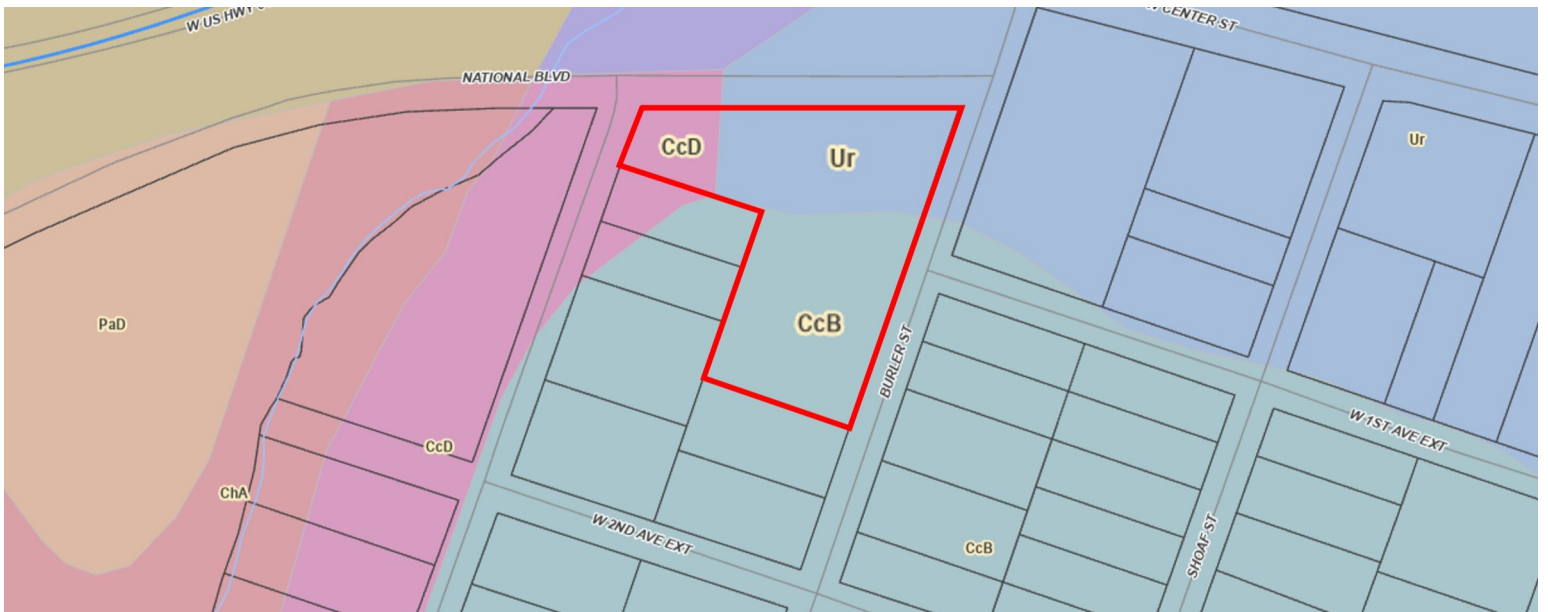 W US HWY
CENTER ST
NATIONAL BLVD
CcD
Ur
Ur
PaD
CcB
BURLER ST
W 1ST AVE EXT
CcD
ChA
W 2ND AVE EXT
CcB
SHOAF ST